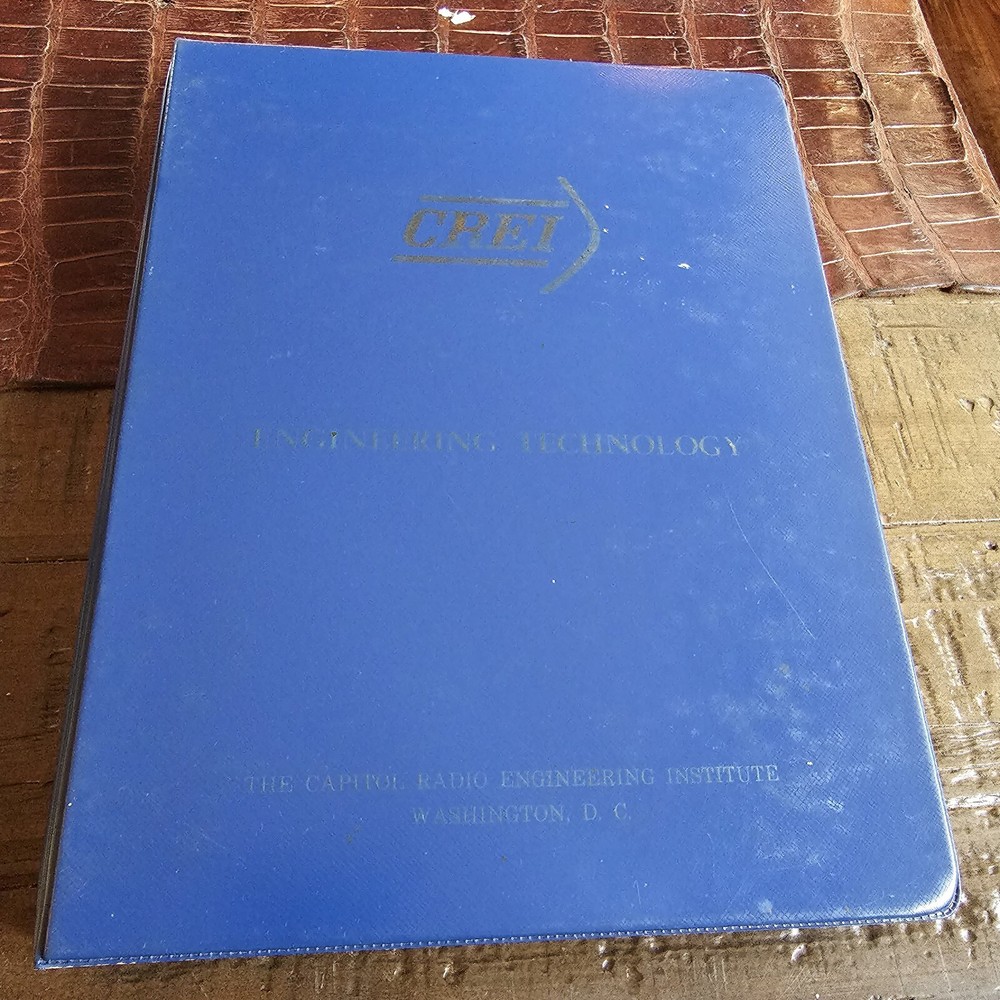 CREI
ENGINEERING TECHNOLOGY
THE CAPITOL RADIO ENGINEERING INSTITUTE
WASHINGTON, D. C.